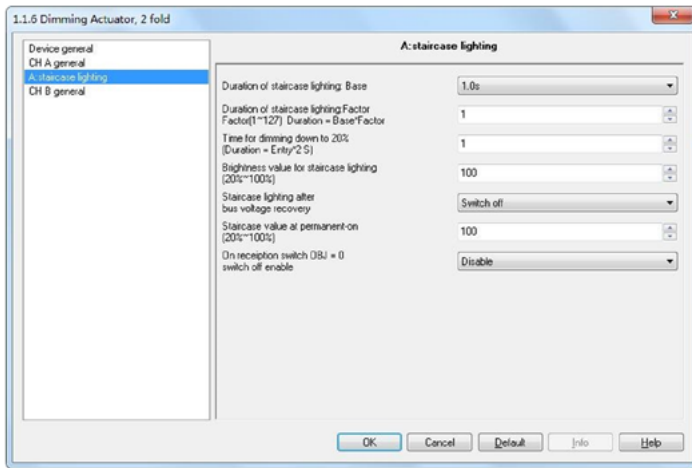 1.1.6 Dimming Actuator, 2 fold
Device general
CH A general
A:staircase lighting
CH B general
A:staircase lighting
Duration of staircase lighting: Base
1.0s
Duration of staircase lighting:Factor
Factor(1~127) Duration = Base*Factor
1
Time for dimming down to 20%
(Duration = Entry*2 S)
1
Brightness value for staircase lighting
(20%~100%)
100
Staircase lighting after
bus voltage recovery
Switch off
Staircase value at permanent-on
(20%~100%)
100
On receiption switch OBJ = 0
switch off enable
Disable
OK
Cancel
Default
Info
Help